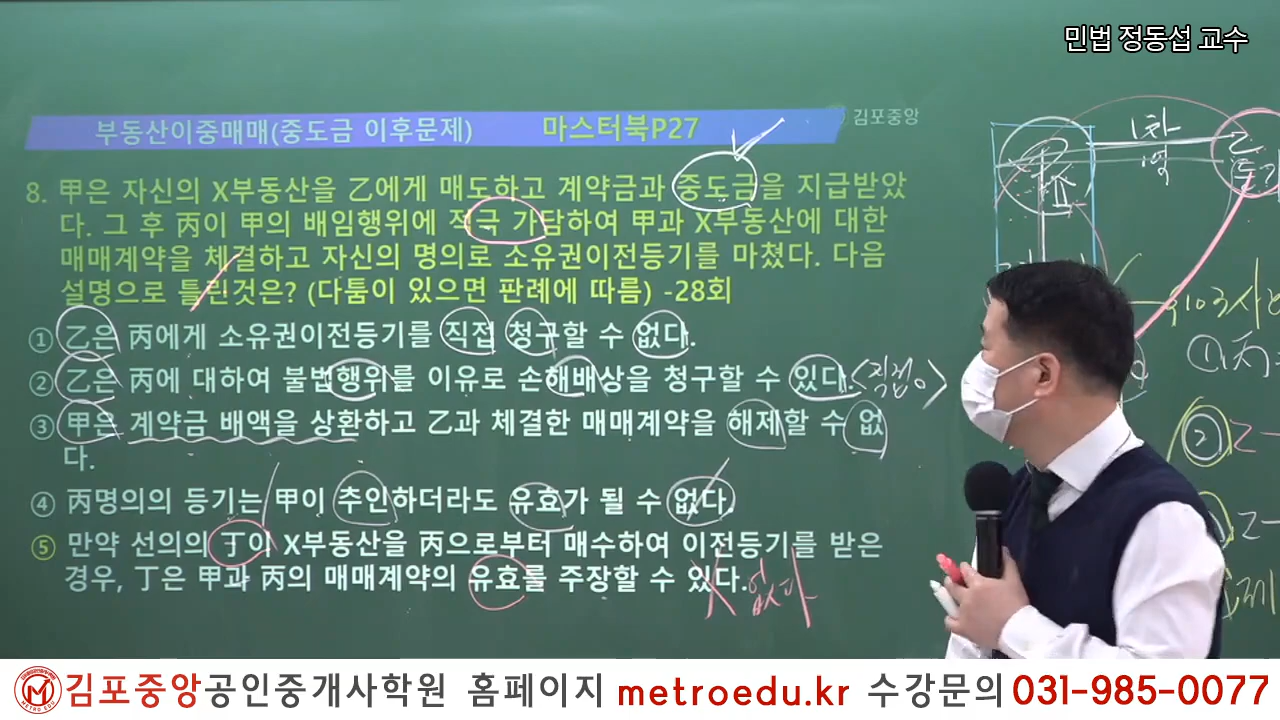 민법 정동섭 교수
부동산이중매매(중도금 이후문제) 마스터북P27
김포중앙
8. 甲은 자신의 X부동산을 乙에게 매도하고 계약금과 중도금을 지급받았
다. 그 후 丙이 甲의 배임행위에 적극 가담하여 甲과 X부동산에 대한
매매계약을 체결하고 자신의 명의로 소유권이전등기를 마쳤다. 다음
설명으로 틀린것은? (다툼이 있으면 판례에 따름) -28회
① 乙은 丙에게 소유권이전등기를 직접 청구할 수 없다.
② 乙은 丙에 대하여 불법행위를 이유로 손해배상을 청구할 수 있다.
<직접○>
③ 甲은 계약금 배액을 상환하고 乙과 체결한 매매계약을 해제할 수 없
다.
④ 丙명의의 등기는 甲이 추인하더라도 유효가 될 수 없다.
⑤ 만약 선의의 丁이 X부동산을 丙으로부터 매수하여 이전등기를 받은
경우, 丁은 甲과 丙의 매매계약의 유효를 주장할 수 있다.
X 없다
1차
乙
103
①丙
② 乙
乙
METRO EDU
김포중앙공인중개사학원 홈페이지 metroedu.kr 수강문의 031-985-0077